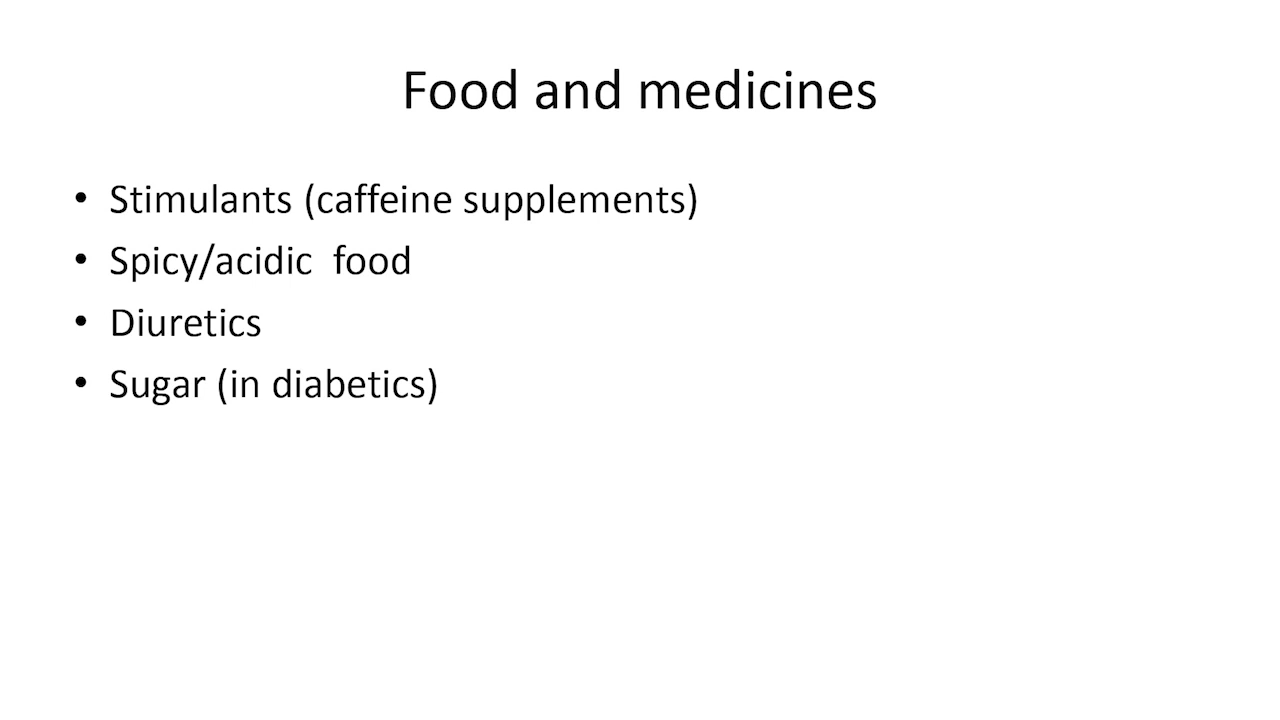 Food and medicines
• Stimulants (caffeine supplements)
• Spicy/acidic  food
• Diuretics
• Sugar (in diabetics)